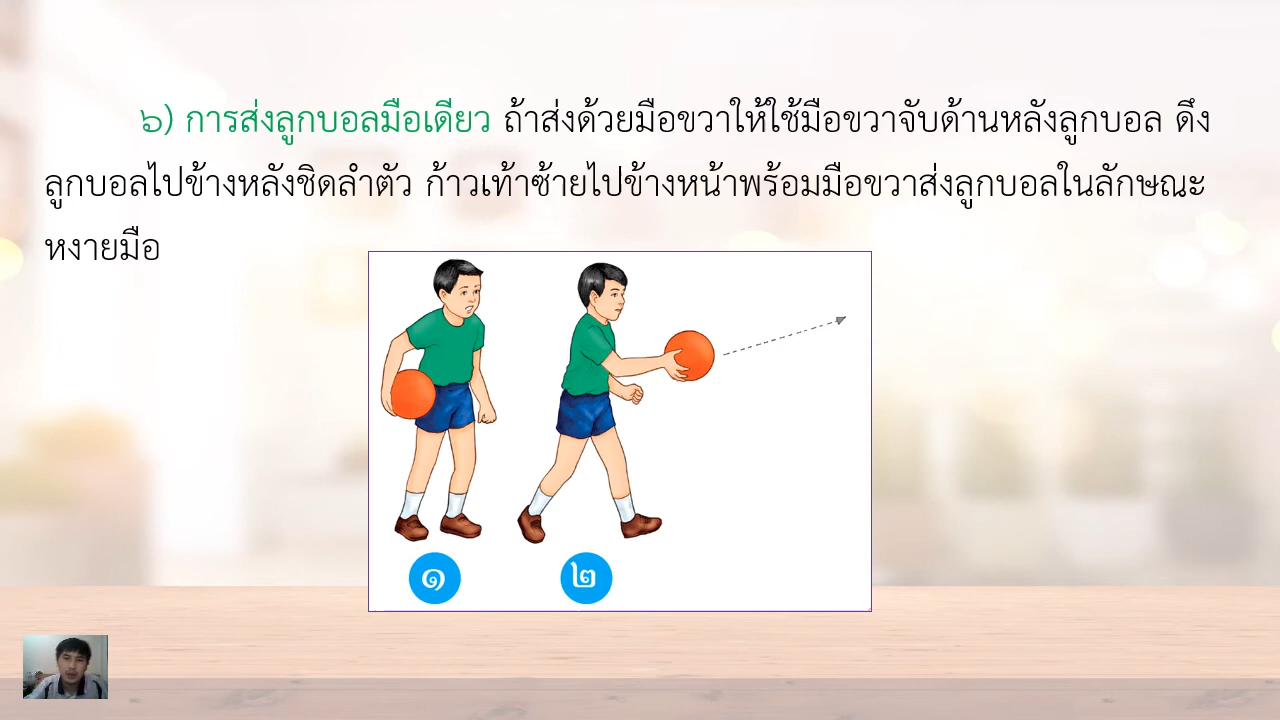 ๖) การส่งลูกบอลมือเดียว ถ้าส่งด้วยมือขวาให้ใช้มือขวาจับด้านหลังลูกบอล ดึง
ลูกบอลไปข้างหลังชิดลำตัว ก้าวเท้าซ้ายไปข้างหน้าพร้อมมือขวาส่งลูกบอลในลักษณะ
หงายมือ
๑ ๒